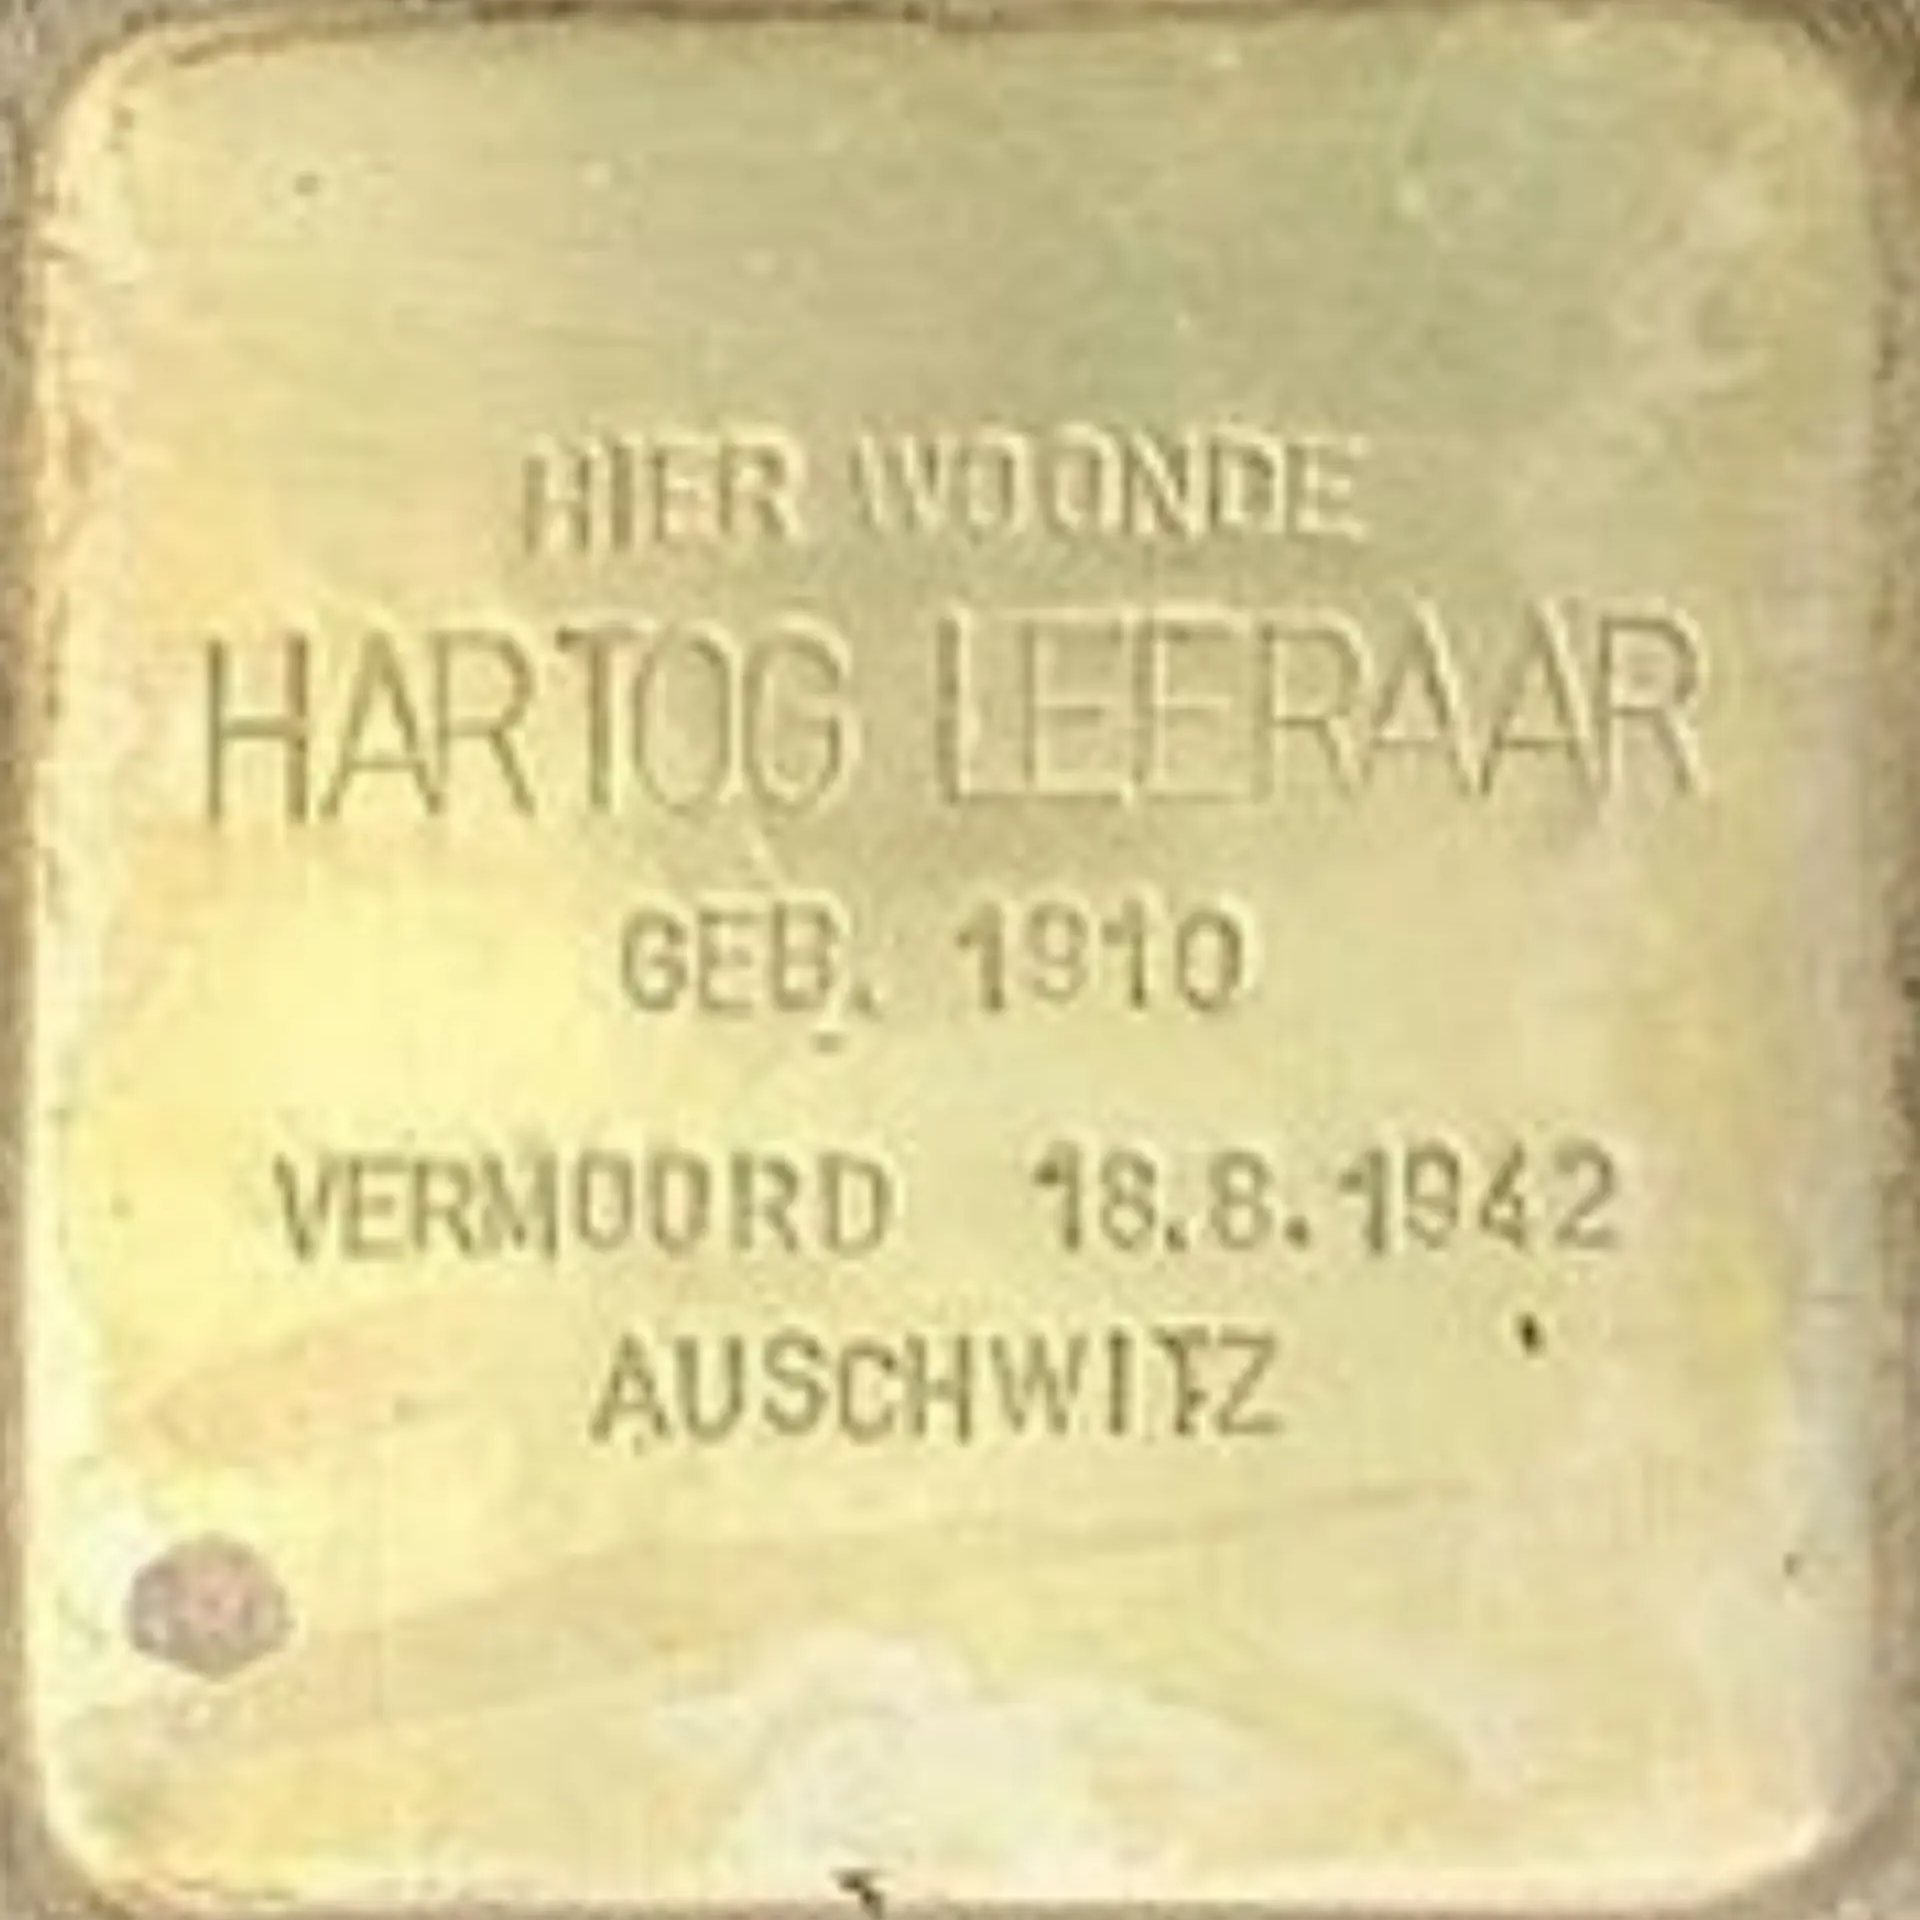 HIER WOONDE
HARTOG LEERAAR
GEB. 1910
VERMOORD 18.8.1942
AUSCHWITZ